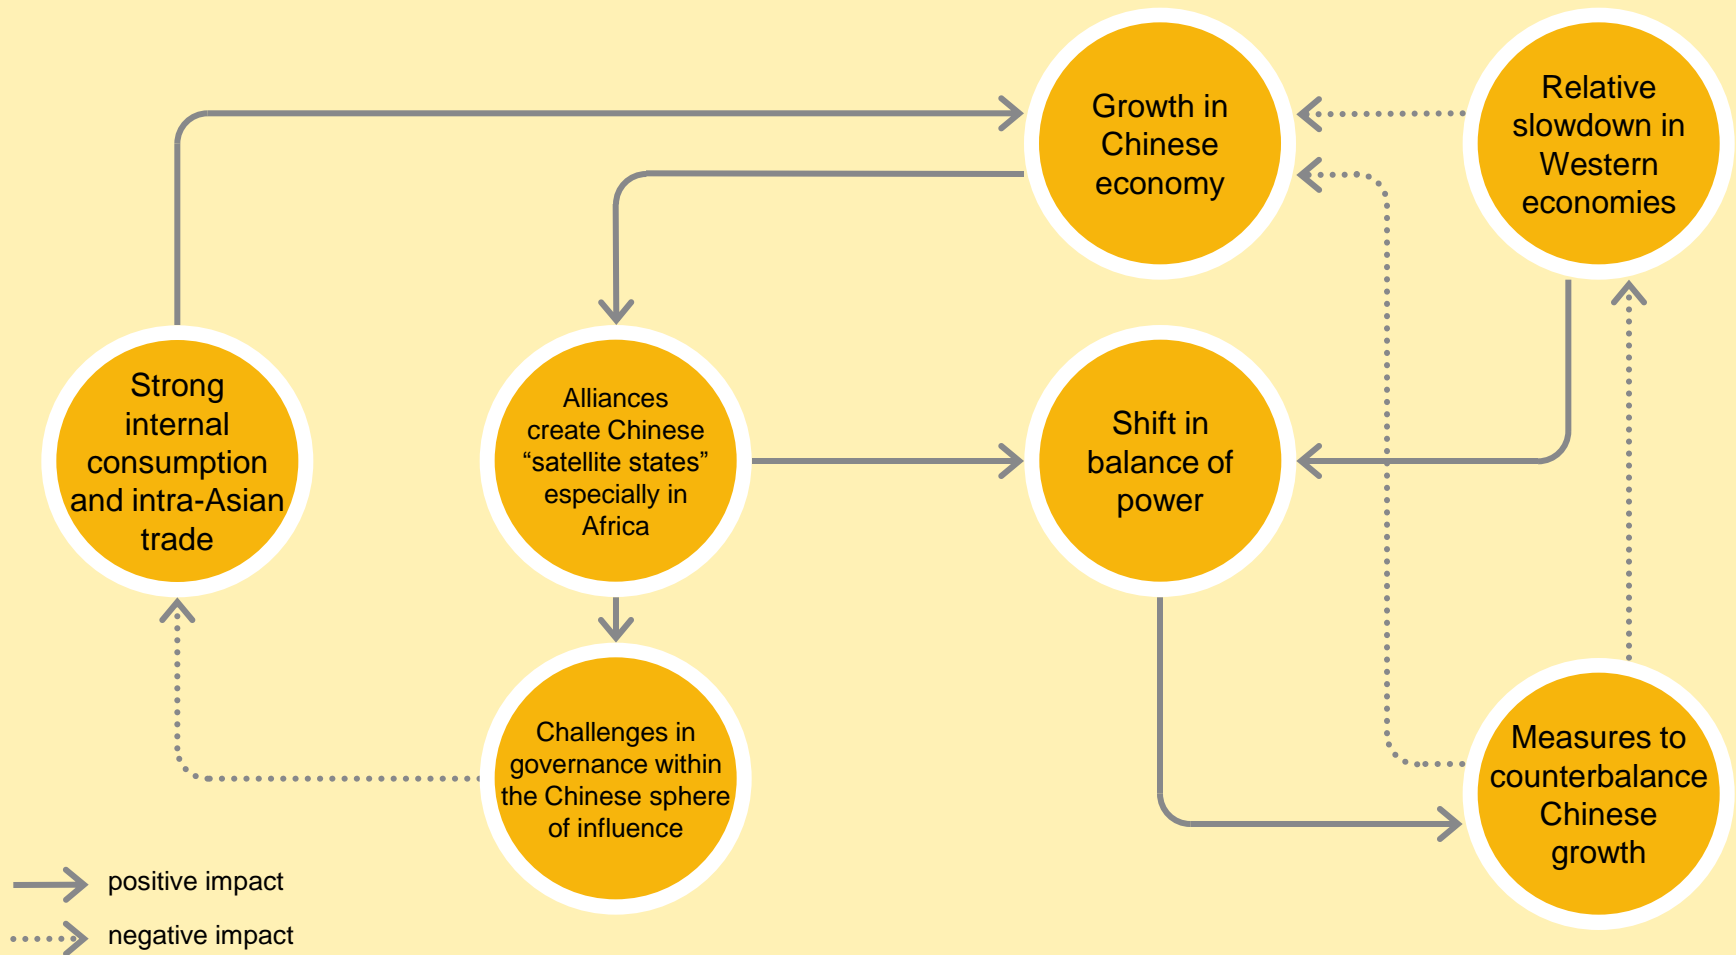 Growth in
Chinese
economy
Relative
slowdown in
Western
economies
Strong
internal
consumption
and intra-Asian
trade
Alliances
create Chinese
“satellite states”
especially in
Africa
Shift in
balance of
power
Challenges in
governance within
the Chinese sphere
of influence
Measures to
counterbalance
Chinese
growth
positive impact
negative impact